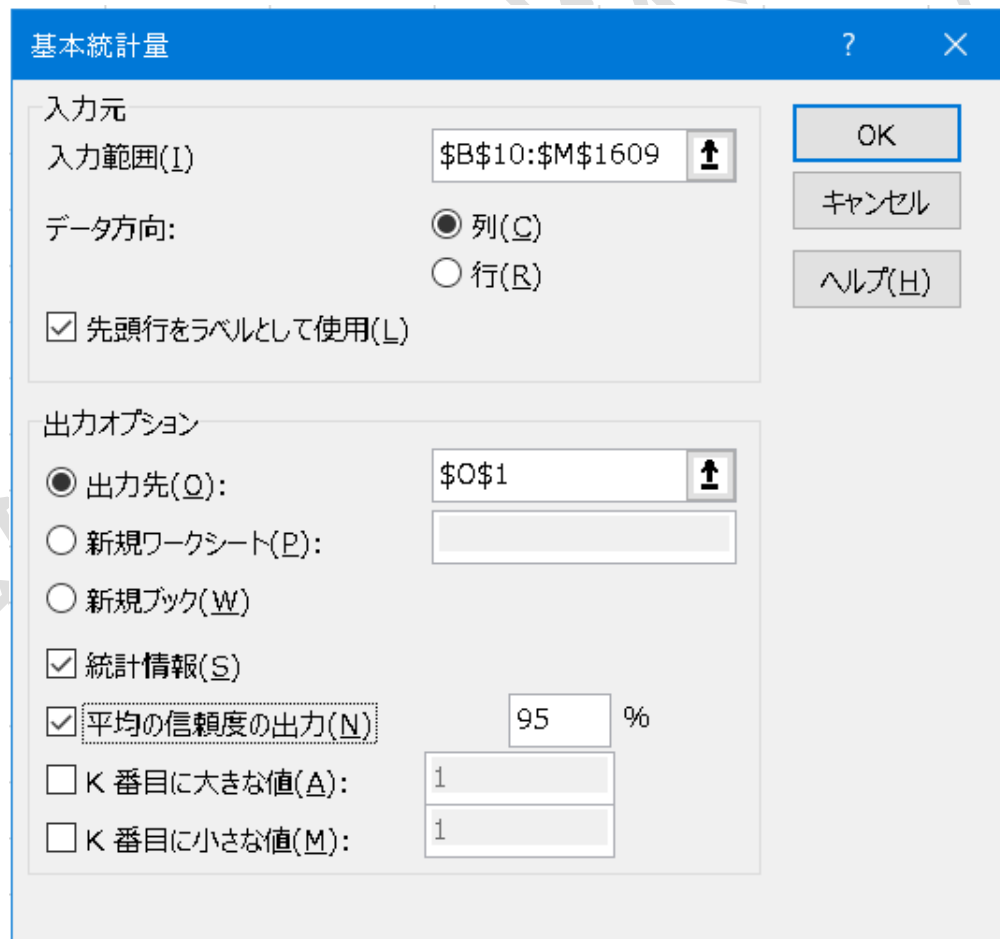 基本統計量 ? ×
入力元
入力範囲(I) $B$10:$M$1609
データ方向: 列(C)
行(R)
先頭行をラベルとして使用(L)
OK
キャンセル
ヘルプ(H)
出力オプション
出力先(O): $O$1
新規ワークシート(P):
新規ブック(W)
統計情報(S)
平均の信頼度の出力(N) 95 %
K 番目に大きな値(A): 1
K 番目に小さな値(M): 1